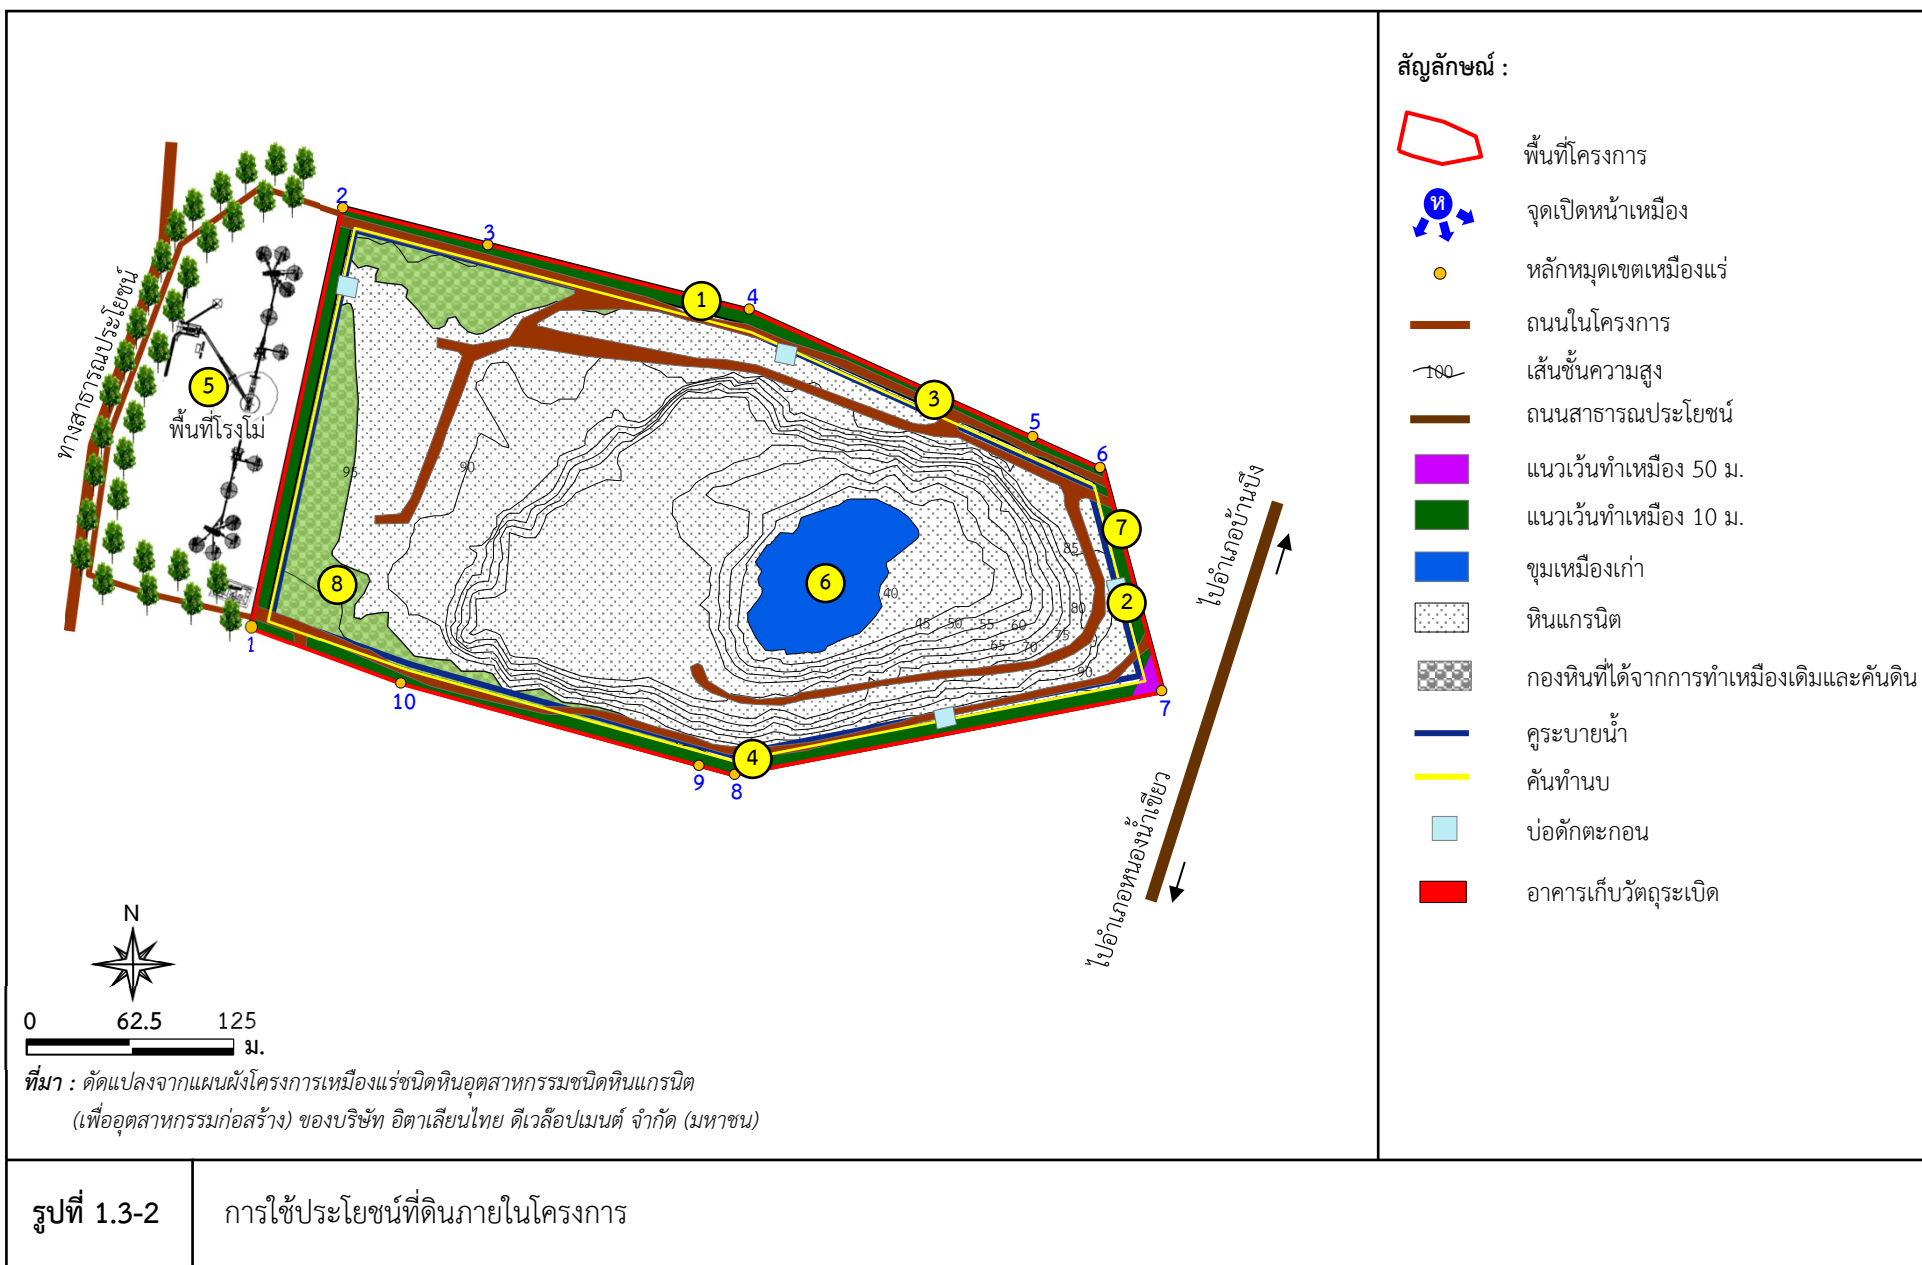 สัญลักษณ์ :
พื้นที่โครงการ
ห
จุดเปิดหน้าเหมือง
หลักหมุดเขตเหมืองแร่
ถนนในโครงการ
100
เส้นชั้นความสูง
ถนนสาธารณประโยชน์
แนวเว้นทำเหมือง 50 ม.
แนวเว้นทำเหมือง 10 ม.
ขุมเหมืองเก่า
หินแกรนิต
กองหินที่ได้จากการทำเหมืองเดิมและคันดิน
คูระบายน้ำ
คันทำนบ
บ่อดักตะกอน
อาคารเก็บวัตถุระเบิด
2
3
1
4
3
5
6
ทางสาธารณประโยชน์
5
พื้นที่โรงโม่
95
90
7
85
8
6
40
2
80
45
50
55
60
75
65
70
90
1
10
7
4
9
8
ไปอำเภอบ้านบึง
ไปอำเภอหนองน้ำเขียว
N
0 62.5 125
ม.
ที่มา : ดัดแปลงจากแผนผังโครงการเหมืองแร่ชนิดหินอุตสาหกรรมชนิดหินแกรนิต
(เพื่ออุตสาหกรรมก่อสร้าง) ของบริษัท อิตาเลียนไทย ดีเวล๊อปเมนต์ จำกัด (มหาชน)
รูปที่ 1.3-2
การใช้ประโยชน์ที่ดินภายในโครงการ